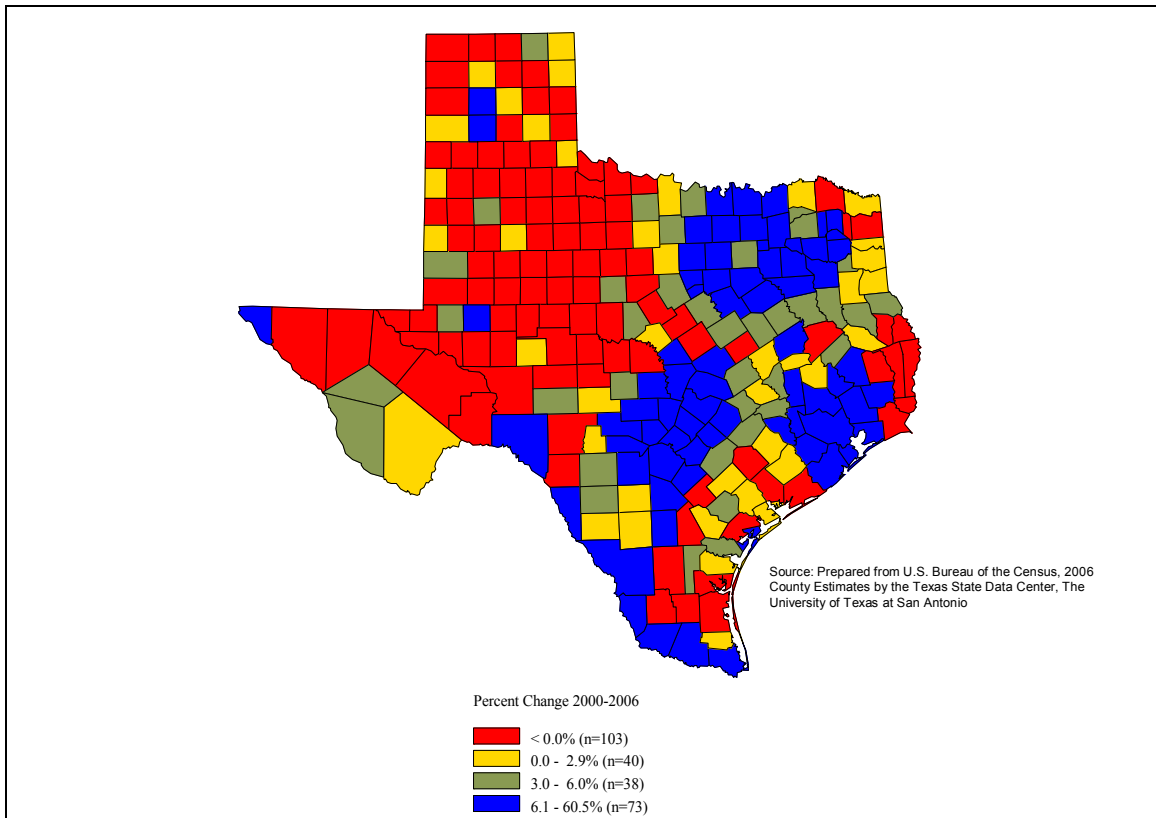 Source: Prepared from U.S. Bureau of the Census, 2006
County Estimates by the Texas State Data Center, The
University of Texas at San Antonio
Percent Change 2000-2006
< 0.0% (n=103)
0.0 - 2.9% (n=40)
3.0 - 6.0% (n=38)
6.1 - 60.5% (n=73)